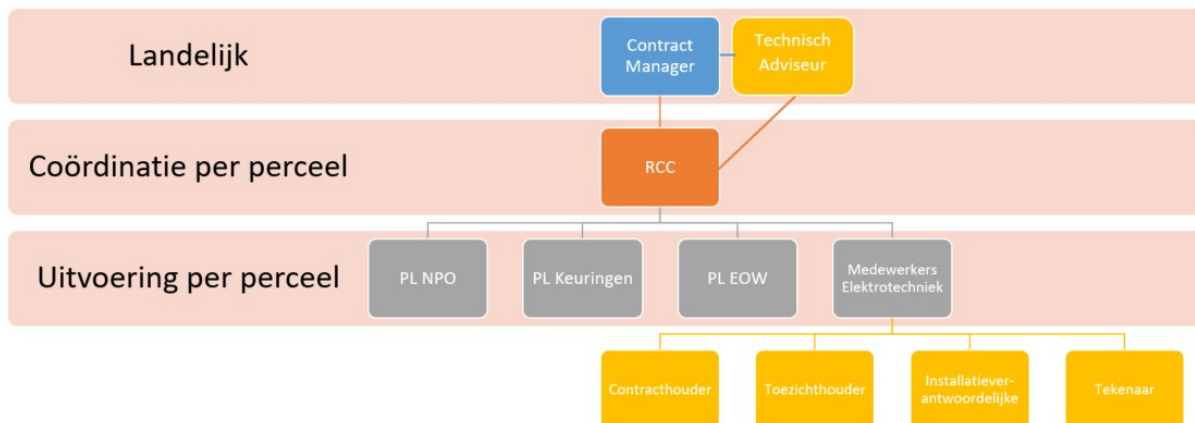 Landelijk
Contract
Manager
Technisch
Adviseur
Coördinatie per perceel
RCC
Uitvoering per perceel
PL NPO
PL Keuringen
PL EOW
Medewerkers
Elektrotechniek
Contracthouder
Toezichthouder
Installatiever-
antwoordelijke
Tekenaar